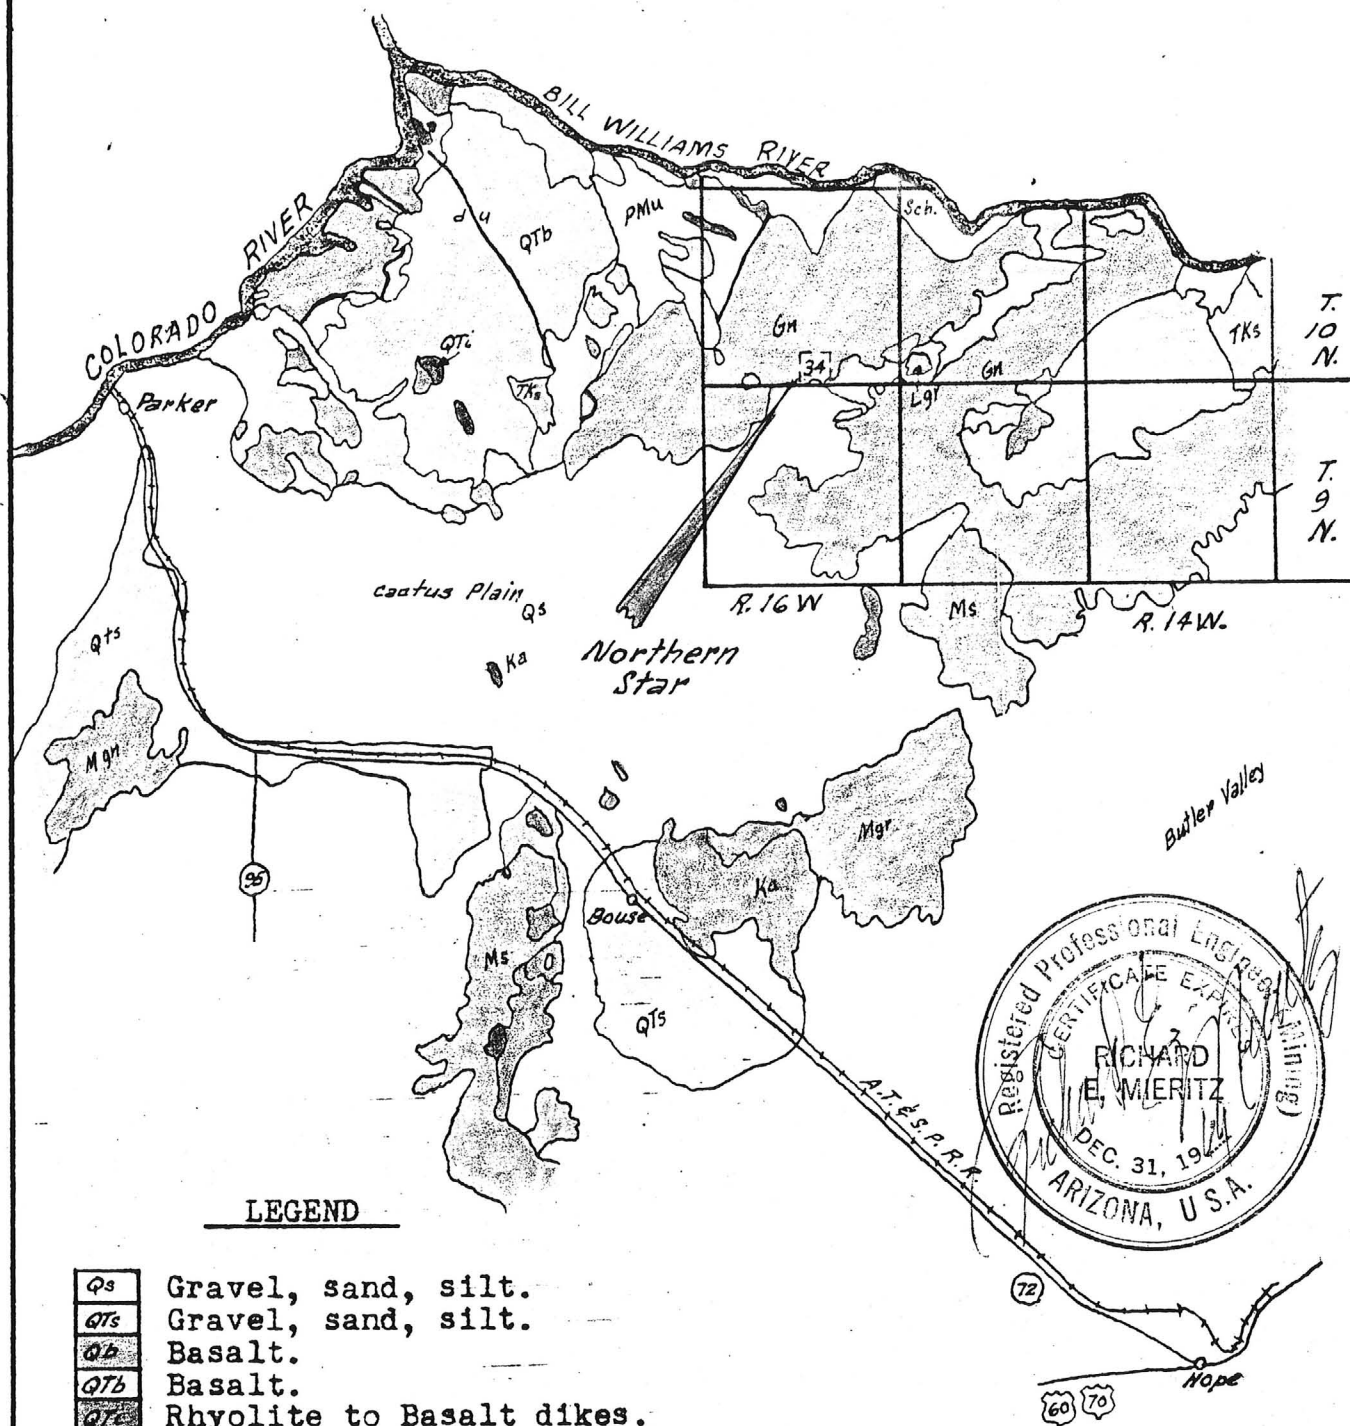 BILL WILLIAMS RIVER
COLORADO RIVER
Sch.
PMu
d u
QTb
T.
10
N.
TKs
Gn
34
QTi
Gn
Lgr
TKs
Parker
T.
9
N.
Cactus Plain
Qs
R. 16 W
Ms
R. 14 W.
Qts
Northern
Star
Ka
Mgn
Butler Valley
Mgr
95
Ka
Bouse
Ms
QTs
Registered Professional Engineer (Mining)
CERTIFICATE EXPIRES
RICHARD
E. MIERITZ
DEC. 31, 19
ARIZONA, U.S.A.
A.T. & S.F. R.R.
72
Hope
60 70
LEGEND
Qs Gravel, sand, silt.
QTs Gravel, sand, silt.
Qb Basalt.
QTb Basalt.
QTi Rhyolite to Basalt dikes.